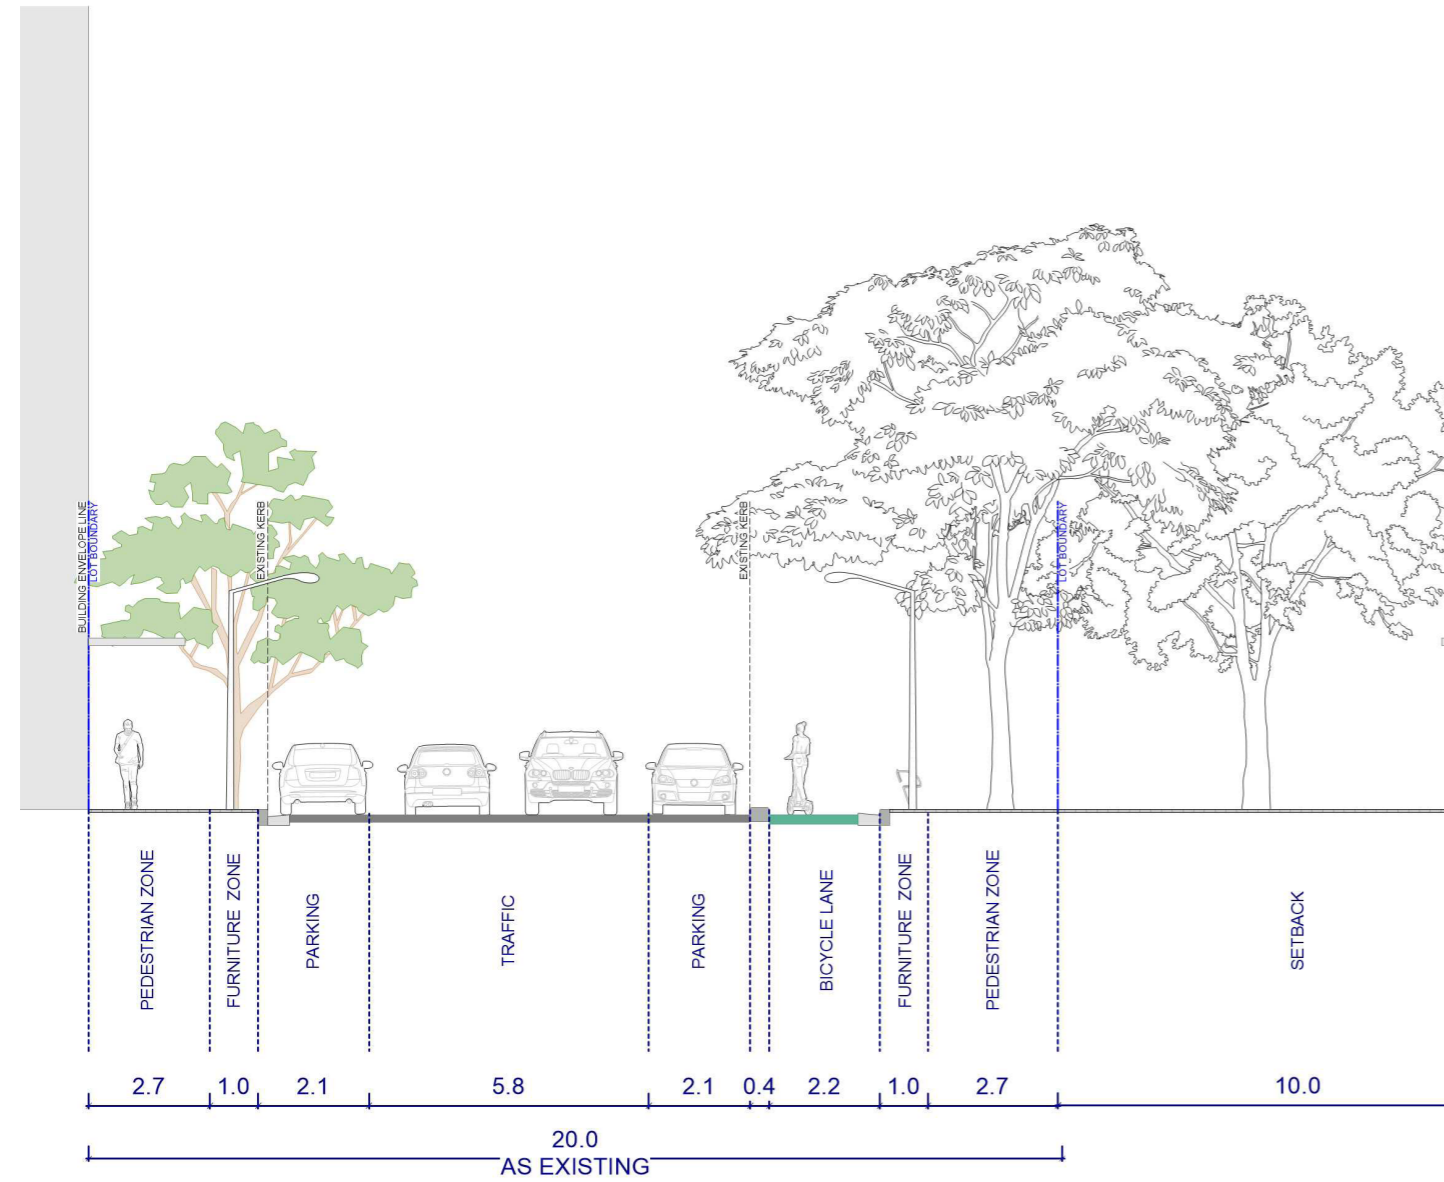 BUILDING ENVELOPE LINE
LOT BOUNDARY
EXISTING KERB
EXISTING KERB
LOT BOUNDARY
PEDESTRIAN ZONE
FURNITURE ZONE
PARKING
TRAFFIC
PARKING
BICYCLE LANE
FURNITURE ZONE
PEDESTRIAN ZONE
SETBACK
2.7 1.0 2.1 5.8 2.1 0.4 2.2 1.0 2.7 10.0
20.0
AS EXISTING